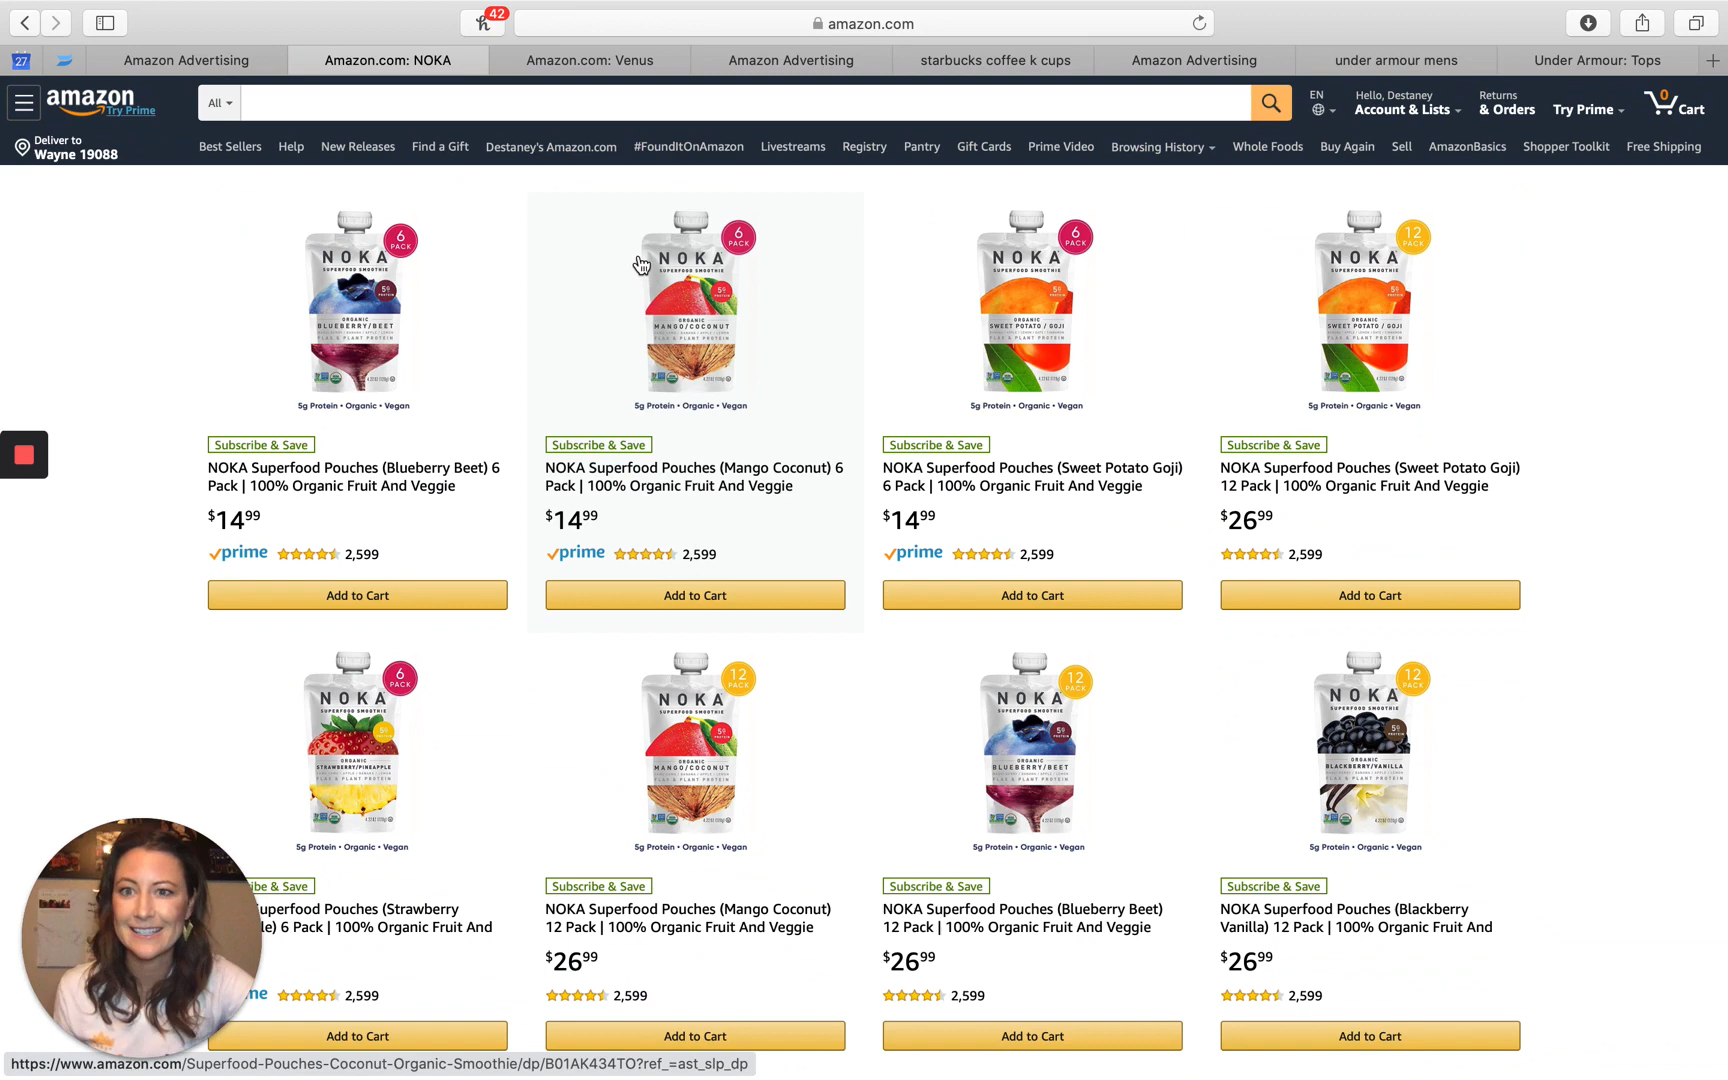 42
amazon.com
27
Amazon Advertising
Amazon.com: NOKA
Amazon.com: Venus
Amazon Advertising
starbucks coffee k cups
Amazon Advertising
under armour mens
Under Armour: Tops
amazon
Try Prime
All
EN
Hello, Destaney
Account & Lists
Returns
& Orders
Try Prime
0
Cart
Deliver to
Wayne 19088
Best Sellers
Help
New Releases
Find a Gift
Destaney's Amazon.com
#FoundItOnAmazon
Livestreams
Registry
Pantry
Gift Cards
Prime Video
Browsing History
Whole Foods
Buy Again
Sell
AmazonBasics
Shopper Toolkit
Free Shipping
6 PACK
NOKA
SUPERFOOD SMOOTHIE
5g PROTEIN
ORGANIC
BLUEBERRY/BEET
FLAX & PLANT PROTEIN
5g Protein • Organic • Vegan
Subscribe & Save
NOKA Superfood Pouches (Blueberry Beet) 6
Pack | 100% Organic Fruit And Veggie
$14.99
prime
2,599
Add to Cart
6 PACK
NOKA
SUPERFOOD SMOOTHIE
5g PROTEIN
ORGANIC
MANGO/COCONUT
FLAX & PLANT PROTEIN
5g Protein • Organic • Vegan
Subscribe & Save
NOKA Superfood Pouches (Mango Coconut) 6
Pack | 100% Organic Fruit And Veggie
$14.99
prime
2,599
Add to Cart
6 PACK
NOKA
SUPERFOOD SMOOTHIE
5g PROTEIN
ORGANIC
SWEET POTATO / GOJI
FLAX & PLANT PROTEIN
5g Protein • Organic • Vegan
Subscribe & Save
NOKA Superfood Pouches (Sweet Potato Goji)
6 Pack | 100% Organic Fruit And Veggie
$14.99
prime
2,599
Add to Cart
12 PACK
NOKA
SUPERFOOD SMOOTHIE
5g PROTEIN
ORGANIC
SWEET POTATO / GOJI
FLAX & PLANT PROTEIN
5g Protein • Organic • Vegan
Subscribe & Save
NOKA Superfood Pouches (Sweet Potato Goji)
12 Pack | 100% Organic Fruit And Veggie
$26.99
2,599
Add to Cart
6 PACK
NOKA
SUPERFOOD SMOOTHIE
5g
ORGANIC
STRAWBERRY/PINEAPPLE
FLAX & PLANT PROTEIN
5g Protein • Organic • Vegan
ibe & Save
uperfood Pouches (Strawberry
le) 6 Pack | 100% Organic Fruit And
me
2,599
Add to Cart
12 PACK
NOKA
SUPERFOOD SMOOTHIE
5g PROTEIN
ORGANIC
MANGO/COCONUT
FLAX & PLANT PROTEIN
5g Protein • Organic • Vegan
Subscribe & Save
NOKA Superfood Pouches (Mango Coconut)
12 Pack | 100% Organic Fruit And Veggie
$26.99
2,599
Add to Cart
12 PACK
NOKA
SUPERFOOD SMOOTHIE
5g PROTEIN
ORGANIC
BLUEBERRY/BEET
FLAX & PLANT PROTEIN
5g Protein • Organic • Vegan
Subscribe & Save
NOKA Superfood Pouches (Blueberry Beet)
12 Pack | 100% Organic Fruit And Veggie
$26.99
2,599
Add to Cart
12 PACK
NOKA
SUPERFOOD SMOOTHIE
5g PROTEIN
ORGANIC
BLACKBERRY/VANILLA
FLAX & PLANT PROTEIN
5g Protein • Organic • Vegan
Subscribe & Save
NOKA Superfood Pouches (Blackberry
Vanilla) 12 Pack | 100% Organic Fruit And
$26.99
2,599
Add to Cart
https://www.amazon.com/Superfood-Pouches-Coconut-Organic-Smoothie/dp/B01AK434TO?ref_=ast_slp_dp